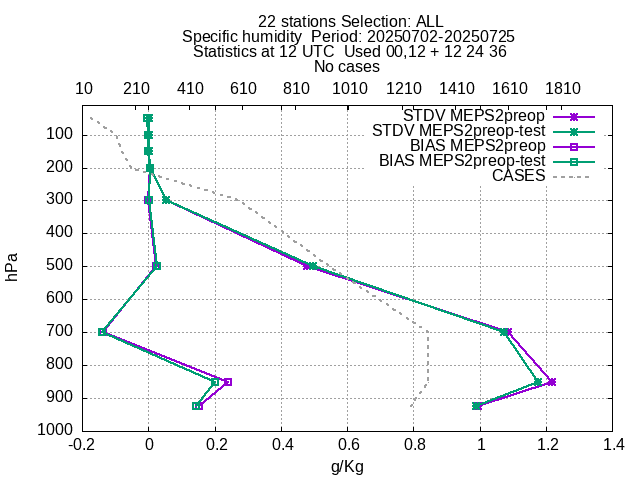 22 stations Selection: ALL
Specific humidity  Period: 20250702-20250725
Statistics at 12 UTC  Used 00,12 + 12 24 36
No cases
10 210 410 610 810 1010 1210 1410 1610 1810
STDV MEPS2preop
STDV MEPS2preop-test
BIAS MEPS2preop
BIAS MEPS2preop-test
CASES
hPa
100
200
300
400
500
600
700
800
900
1000
-0.2 0 0.2 0.4 0.6 0.8 1 1.2 1.4
g/Kg